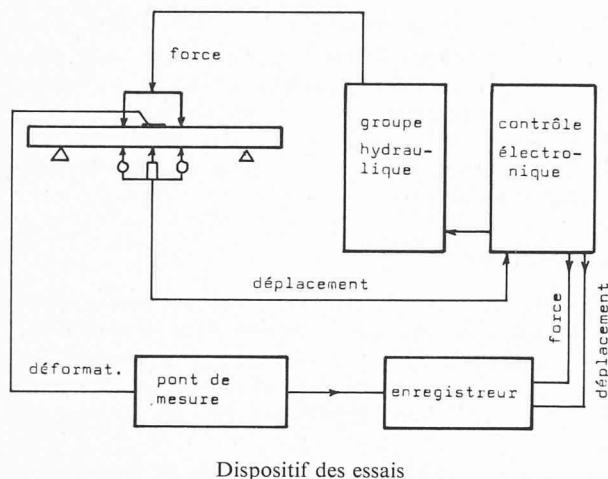 force
groupe
hydrau-
lique
contrôle
électro-
nique
déplacement
force
déplacement
déformat.
pont de
mesure
enregistreur
Dispositif des essais